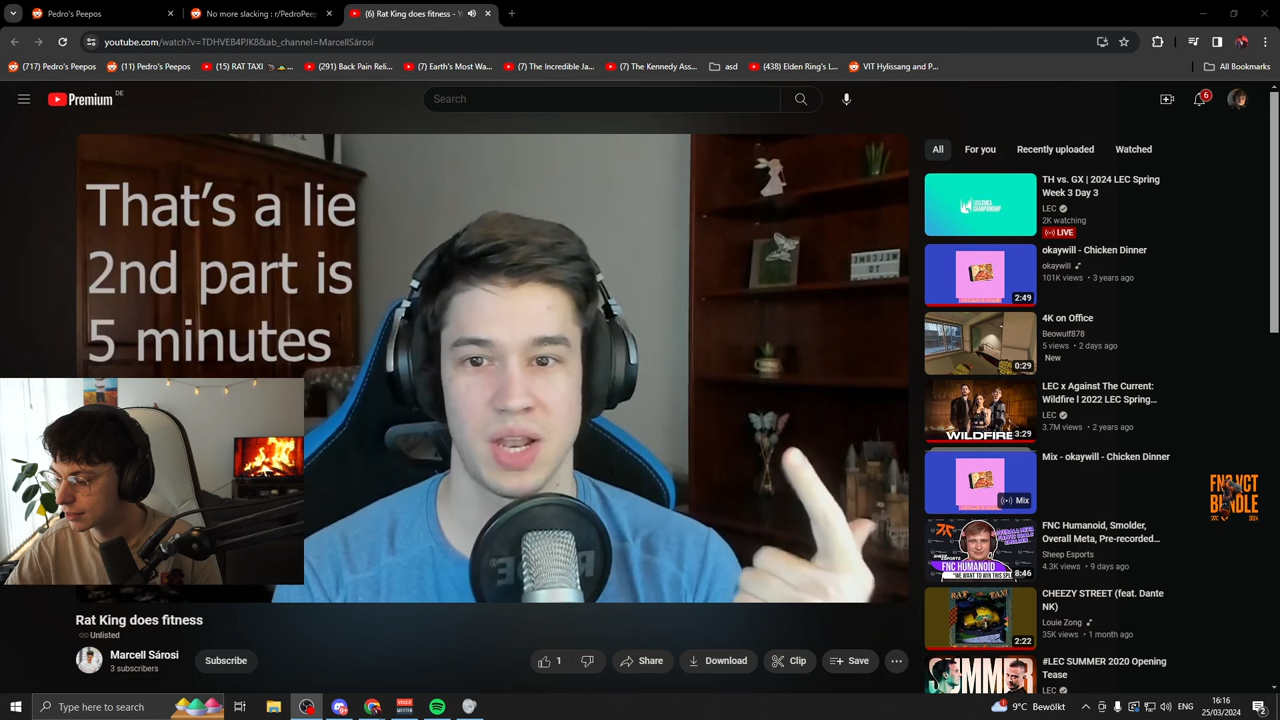 Pedro's Peepos
No more slacking : r/PedroPeep
(6) Rat King does fitness - Y
youtube.com/watch?v=TDHVEB4PJK8&ab_channel=MarcellSárosi
(717) Pedro's Peepos
(11) Pedro's Peepos
(15) RAT TAXI
(291) Back Pain Reli...
(7) Earth's Most Wa...
(7) The Incredible Ja...
(7) The Kennedy Ass...
asd
(438) Elden Ring's L...
VIT Hylissang and P...
All Bookmarks
Premium
DE
Search
6
That's a lie
2nd part is
5 minutes
Rat King does fitness
Unlisted
Marcell Sárosi
3 subscribers
Subscribe
1
Share
Download
Clip
Save
All
For you
Recently uploaded
Watched
TH vs. GX | 2024 LEC Spring
Week 3 Day 3
LEC
2K watching
LIVE
okaywill - Chicken Dinner
okaywill
101K views • 3 years ago
2:49
4K on Office
Beowulf878
5 views • 2 days ago
New
0:29
LEC x Against The Current:
Wildfire l 2022 LEC Spring...
LEC
3.7M views • 2 years ago
WILDFIRE
3:29
Mix - okaywill - Chicken Dinner
Mix
FNC Humanoid, Smolder,
Overall Meta, Pre-recorded...
Sheep Esports
4.3K views • 9 days ago
FNC HUMANOID
8:46
CHEEZY STREET (feat. Dante
NK)
Louie Zong
35K views • 1 month ago
RAT TAXI
2:22
#LEC SUMMER 2020 Opening
Tease
LEC
SUMMER
FNC VCT
BUNDLE
2024
Type here to search
VOICE
MEETER
9°C Bewölkt
ENG
16:16
25/03/2024
2